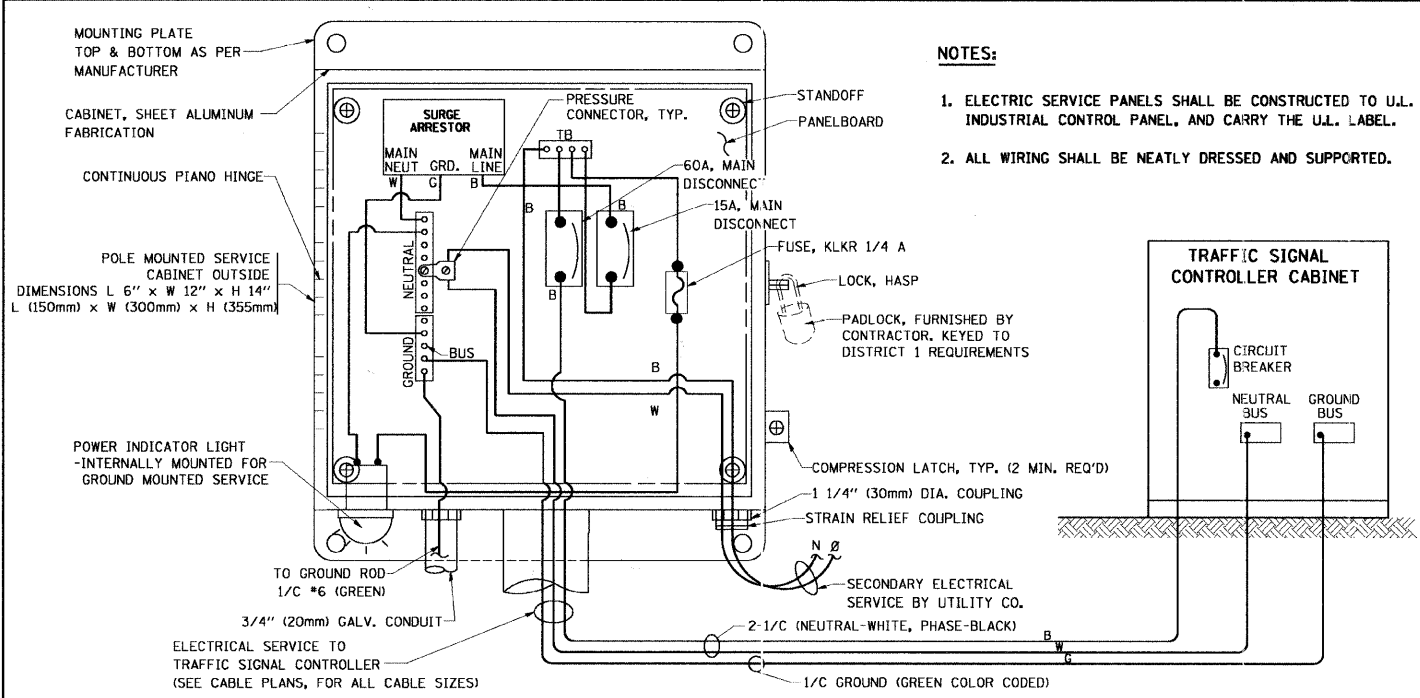 MOUNTING PLATE
TOP & BOTTOM AS PER
MANUFACTURER
CABINET, SHEET ALUMINUM
FABRICATION
CONTINUOUS PIANO HINGE
POLE MOUNTED SERVICE
CABINET OUTSIDE
DIMENSIONS L 6" x W 12" x H 14"
L (150mm) x W (300mm) x H (355mm)
POWER INDICATOR LIGHT
-INTERNALLY MOUNTED FOR
GROUND MOUNTED SERVICE
SURGE
ARRESTOR
MAIN NEUT
GRD.
MAIN LINE
W
G
B
PRESSURE
CONNECTOR, TYP.
TB
60A, MAIN
DISCONNECT
15A, MAIN
DISCONNECT
B
B
B
NEUTRAL
GROUND
BUS
B
W
STANDOFF
PANELBOARD
FUSE, KLKR 1/4 A
LOCK, HASP
PADLOCK, FURNISHED BY
CONTRACTOR. KEYED TO
DISTRICT 1 REQUIREMENTS
COMPRESSION LATCH, TYP. (2 MIN. REQ'D)
1 1/4" (30mm) DIA. COUPLING
STRAIN RELIEF COUPLING
N Ø
SECONDARY ELECTRICAL
SERVICE BY UTILITY CO.
TO GROUND ROD
1/C #6 (GREEN)
3/4" (20mm) GALV. CONDUIT
ELECTRICAL SERVICE TO
TRAFFIC SIGNAL CONTROLLER
(SEE CABLE PLANS, FOR ALL CABLE SIZES)
2-1/C (NEUTRAL-WHITE, PHASE-BLACK)
1/C GROUND (GREEN COLOR CODED)
B
W
G
NOTES:
1. ELECTRIC SERVICE PANELS SHALL BE CONSTRUCTED TO U.L.
INDUSTRIAL CONTROL PANEL, AND CARRY THE U.L. LABEL.
2. ALL WIRING SHALL BE NEATLY DRESSED AND SUPPORTED.
TRAFFIC SIGNAL
CONTROLLER CABINET
CIRCUIT
BREAKER
NEUTRAL
BUS
GROUND
BUS